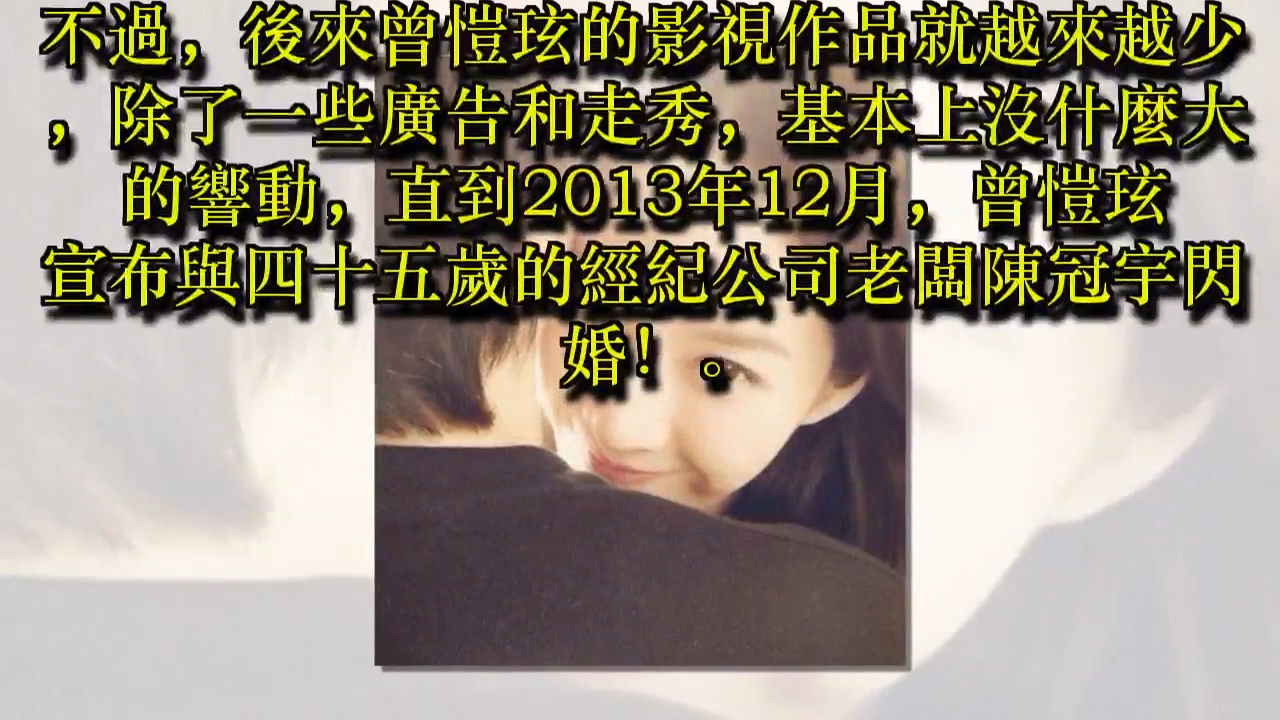 不過，後來曾愷玹的影視作品就越來越少
，除了一些廣告和走秀，基本上沒什麼大
的響動，直到2013年12月，曾愷玹
宣布與四十五歲的經紀公司老闆陳冠宇閃
婚！。